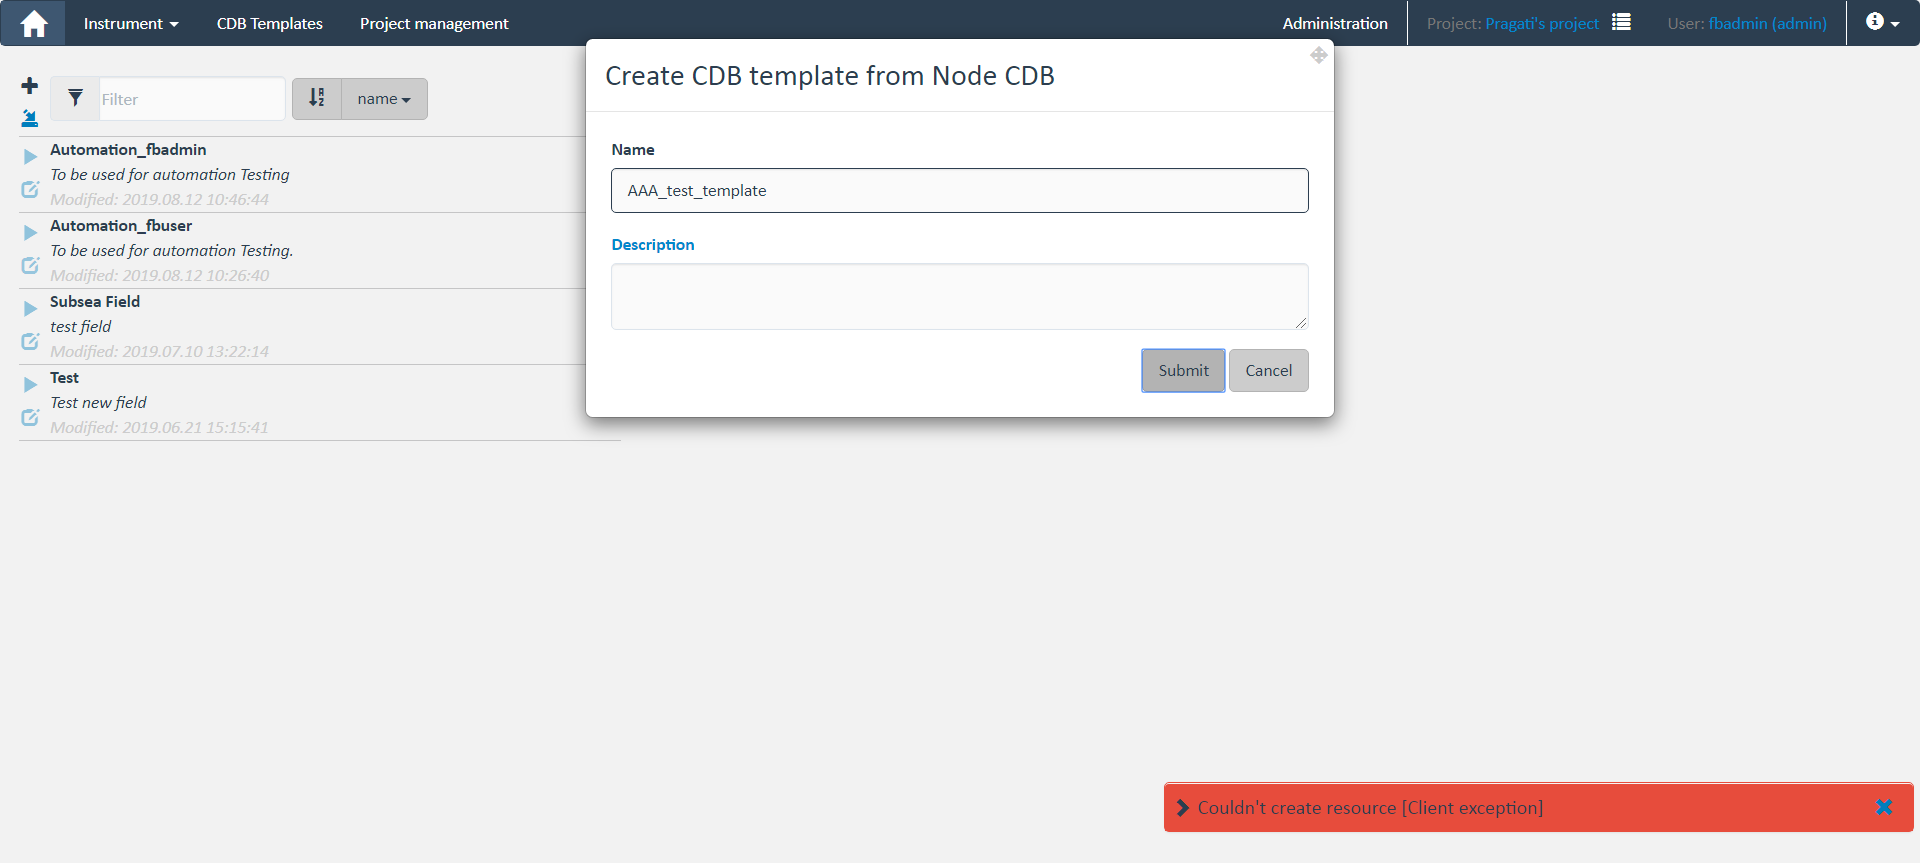 Instrument CDB Templates Project management Administration Project: Pragati's project User: fbadmin (admin)
Filter name
Automation_fbadmin
To be used for automation Testing
Modified: 2019.08.12 10:46:44
Automation_fbuser
To be used for automation Testing.
Modified: 2019.08.12 10:26:40
Subsea Field
test field
Modified: 2019.07.10 13:22:14
Test
Test new field
Modified: 2019.06.21 15:15:41
Create CDB template from Node CDB
Name
AAA_test_template
Description
Submit Cancel
Couldn't create resource [Client exception]